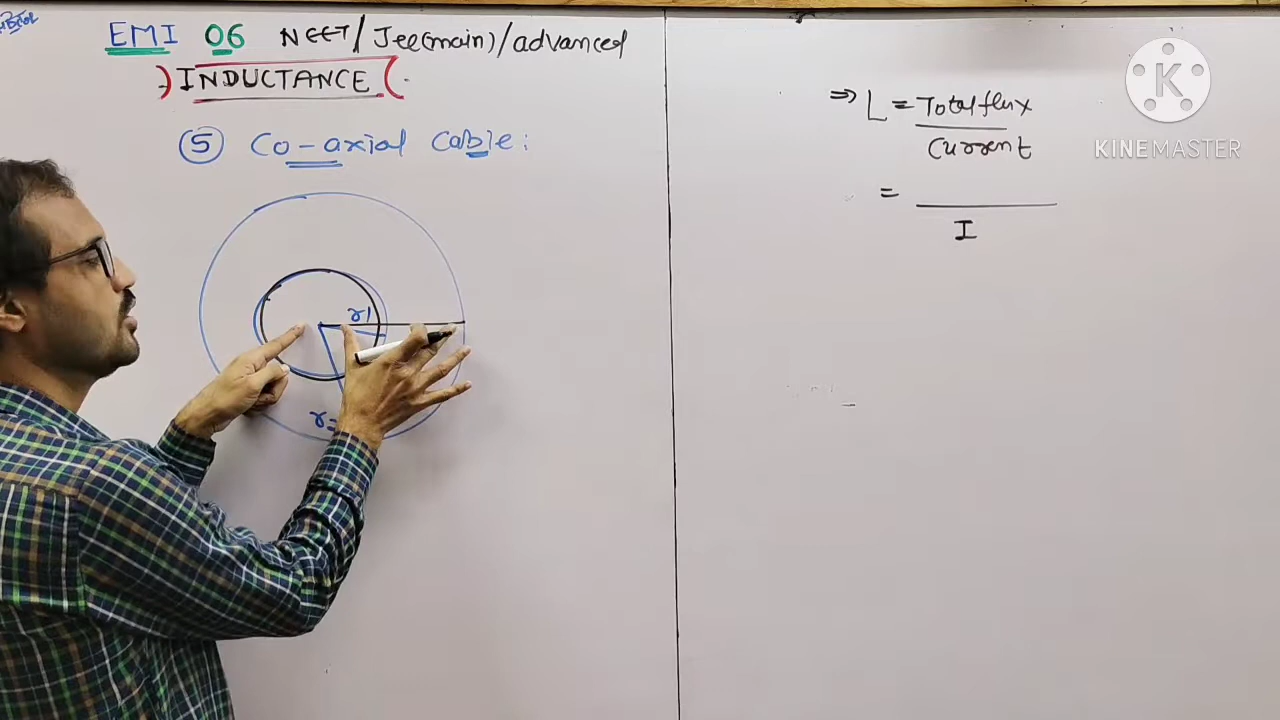 EMI 06 NEET/Jee(main)/advanced
INDUCTANCE
⑤ Co-axial Cable:
r1
r2
⇒ L = Total flux
Current
=
I
K
KINEMASTER